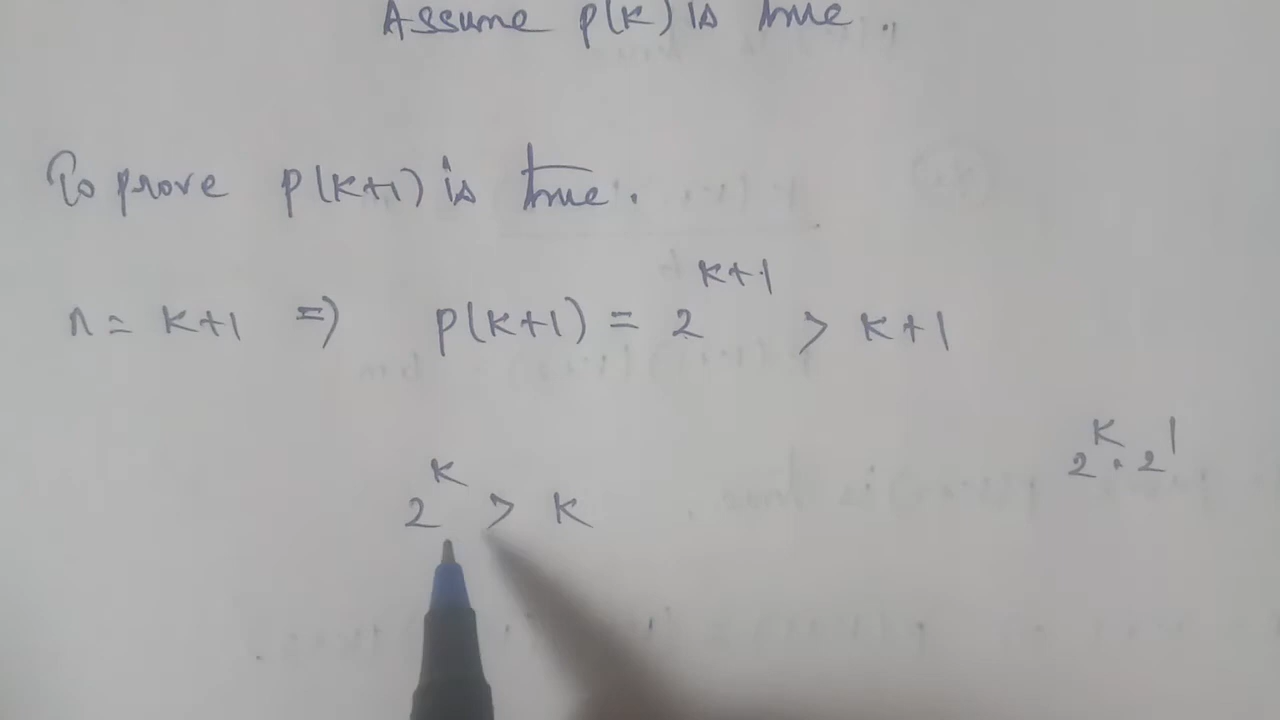 Assume P(K) is true.
To prove P(K+1) is true.
n = K+1 ⇒ P(K+1) = 2^{K+1} > K+1
2^K · 2^1
2^K > K